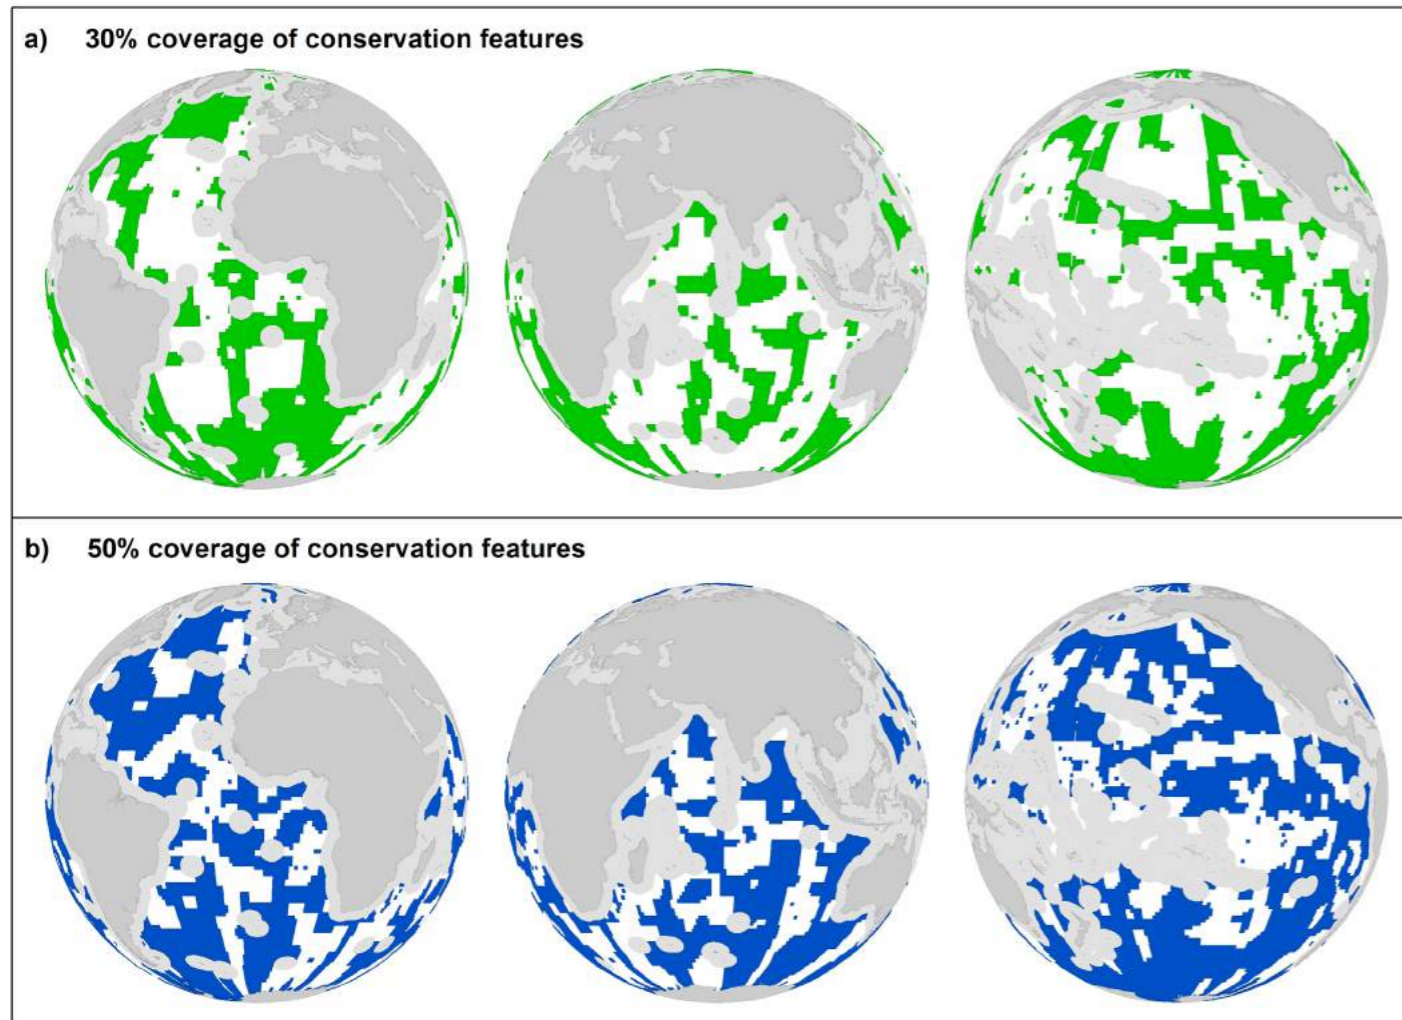 a) 30% coverage of conservation features
b) 50% coverage of conservation features